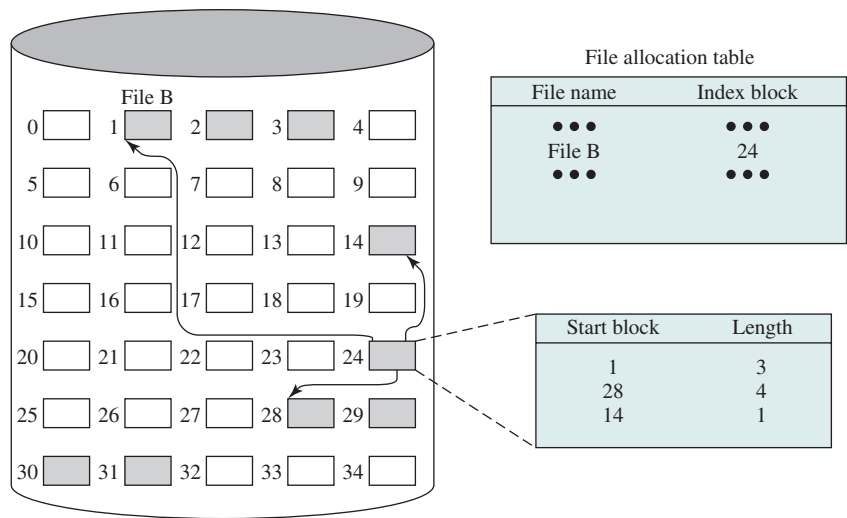 File allocation table
File name Index block
••• •••
File B 24
••• •••
File B
0 1 2 3 4
5 6 7 8 9
10 11 12 13 14
15 16 17 18 19
20 21 22 23 24
25 26 27 28 29
30 31 32 33 34
Start block Length
1 3
28 4
14 1